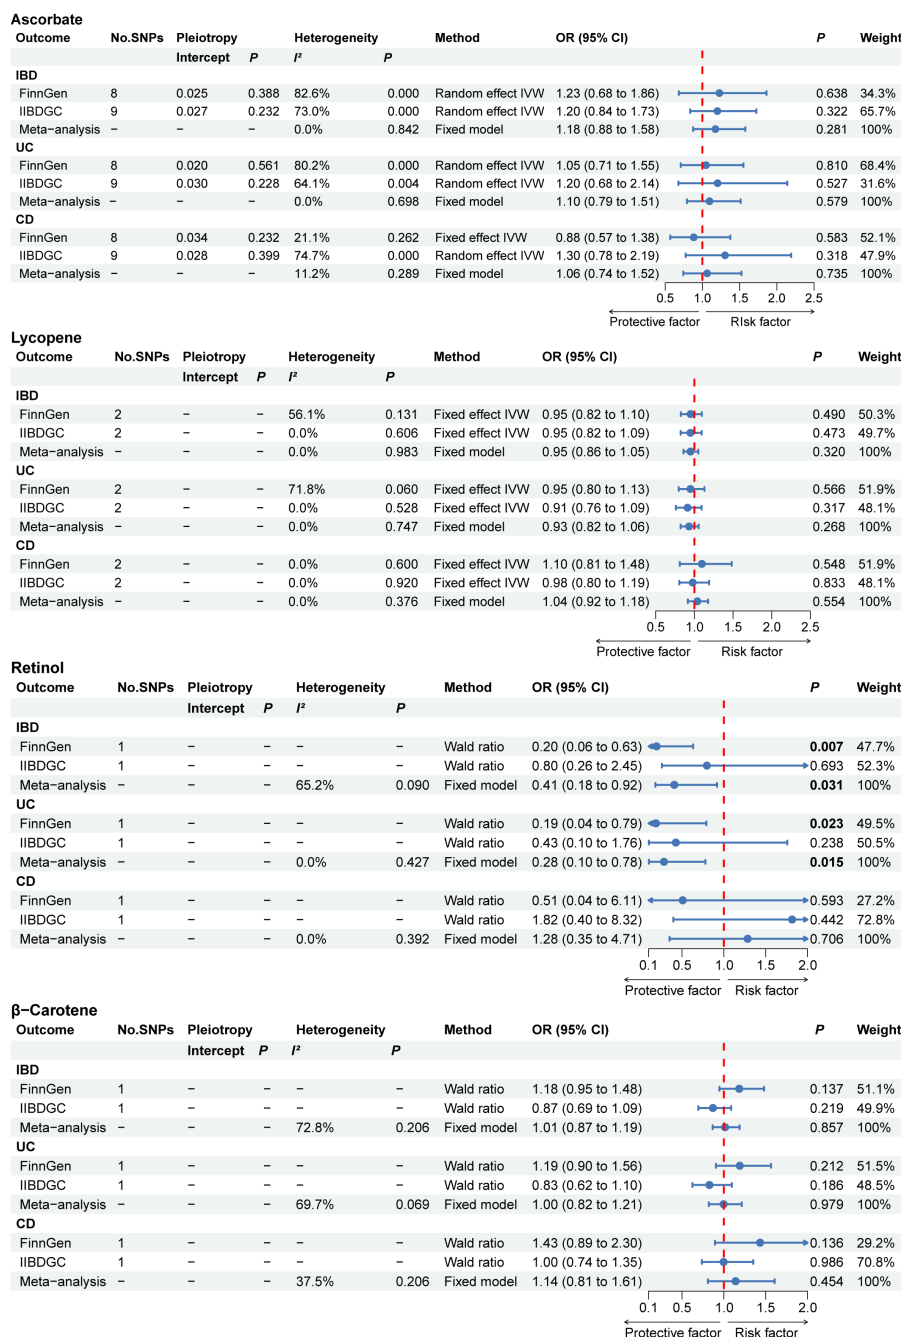 Ascorbate
Outcome No.SNPs Pleiotropy Heterogeneity Method OR (95% CI) P Weight
Intercept P I² P
IBD
FinnGen 8 0.025 0.388 82.6% 0.000 Random effect IVW 1.23 (0.68 to 1.86) 0.638 34.3%
IIBDGC 9 0.027 0.232 73.0% 0.000 Random effect IVW 1.20 (0.84 to 1.73) 0.322 65.7%
Meta−analysis − − − 0.0% 0.842 Fixed model 1.18 (0.88 to 1.58) 0.281 100%
UC
FinnGen 8 0.020 0.561 80.2% 0.000 Random effect IVW 1.05 (0.71 to 1.55) 0.810 68.4%
IIBDGC 9 0.030 0.228 64.1% 0.004 Random effect IVW 1.20 (0.68 to 2.14) 0.527 31.6%
Meta−analysis − − − 0.0% 0.698 Fixed model 1.10 (0.79 to 1.51) 0.579 100%
CD
FinnGen 8 0.034 0.232 21.1% 0.262 Fixed effect IVW 0.88 (0.57 to 1.38) 0.583 52.1%
IIBDGC 9 0.028 0.399 74.7% 0.000 Random effect IVW 1.30 (0.78 to 2.19) 0.318 47.9%
Meta−analysis − − − 11.2% 0.289 Fixed model 1.06 (0.74 to 1.52) 0.735 100%
0.5 1.0 1.5 2.0 2.5
Protective factor RIsk factor
Lycopene
Outcome No.SNPs Pleiotropy Heterogeneity Method OR (95% CI) P Weight
Intercept P I² P
IBD
FinnGen 2 − − 56.1% 0.131 Fixed effect IVW 0.95 (0.82 to 1.10) 0.490 50.3%
IIBDGC 2 − − 0.0% 0.606 Fixed effect IVW 0.95 (0.82 to 1.09) 0.473 49.7%
Meta−analysis − − − 0.0% 0.983 Fixed model 0.95 (0.86 to 1.05) 0.320 100%
UC
FinnGen 2 − − 71.8% 0.060 Fixed effect IVW 0.95 (0.80 to 1.13) 0.566 51.9%
IIBDGC 2 − − 0.0% 0.528 Fixed effect IVW 0.91 (0.76 to 1.09) 0.317 48.1%
Meta−analysis − − − 0.0% 0.747 Fixed model 0.93 (0.82 to 1.06) 0.268 100%
CD
FinnGen 2 − − 0.0% 0.600 Fixed effect IVW 1.10 (0.81 to 1.48) 0.548 51.9%
IIBDGC 2 − − 0.0% 0.920 Fixed effect IVW 0.98 (0.80 to 1.19) 0.833 48.1%
Meta−analysis − − − 0.0% 0.376 Fixed model 1.04 (0.92 to 1.18) 0.554 100%
0.5 1.0 1.5 2.0 2.5
Protective factor Risk factor
Retinol
Outcome No.SNPs Pleiotropy Heterogeneity Method OR (95% CI) P Weight
Intercept P I² P
IBD
FinnGen 1 − − − − Wald ratio 0.20 (0.06 to 0.63) 0.007 47.7%
IIBDGC 1 − − − − Wald ratio 0.80 (0.26 to 2.45) 0.693 52.3%
Meta−analysis − − − 65.2% 0.090 Fixed model 0.41 (0.18 to 0.92) 0.031 100%
UC
FinnGen 1 − − − − Wald ratio 0.19 (0.04 to 0.79) 0.023 49.5%
IIBDGC 1 − − − − Wald ratio 0.43 (0.10 to 1.76) 0.238 50.5%
Meta−analysis − − − 0.0% 0.427 Fixed model 0.28 (0.10 to 0.78) 0.015 100%
CD
FinnGen 1 − − − − Wald ratio 0.51 (0.04 to 6.11) 0.593 27.2%
IIBDGC 1 − − − − Wald ratio 1.82 (0.40 to 8.32) 0.442 72.8%
Meta−analysis − − − 0.0% 0.392 Fixed model 1.28 (0.35 to 4.71) 0.706 100%
0.1 0.5 1.0 1.5 2.0
Protective factor Risk factor
β−Carotene
Outcome No.SNPs Pleiotropy Heterogeneity Method OR (95% CI) P Weight
Intercept P I² P
IBD
FinnGen 1 − − − − Wald ratio 1.18 (0.95 to 1.48) 0.137 51.1%
IIBDGC 1 − − − − Wald ratio 0.87 (0.69 to 1.09) 0.219 49.9%
Meta−analysis − − − 72.8% 0.206 Fixed model 1.01 (0.87 to 1.19) 0.857 100%
UC
FinnGen 1 − − − − Wald ratio 1.19 (0.90 to 1.56) 0.212 51.5%
IIBDGC 1 − − − − Wald ratio 0.83 (0.62 to 1.10) 0.186 48.5%
Meta−analysis − − − 69.7% 0.069 Fixed model 1.00 (0.82 to 1.21) 0.979 100%
CD
FinnGen 1 − − − − Wald ratio 1.43 (0.89 to 2.30) 0.136 29.2%
IIBDGC 1 − − − − Wald ratio 1.00 (0.74 to 1.35) 0.986 70.8%
Meta−analysis − − − 37.5% 0.206 Fixed model 1.14 (0.81 to 1.61) 0.454 100%
0.1 0.5 1.0 1.5 2.0
Protective factor Risk factor